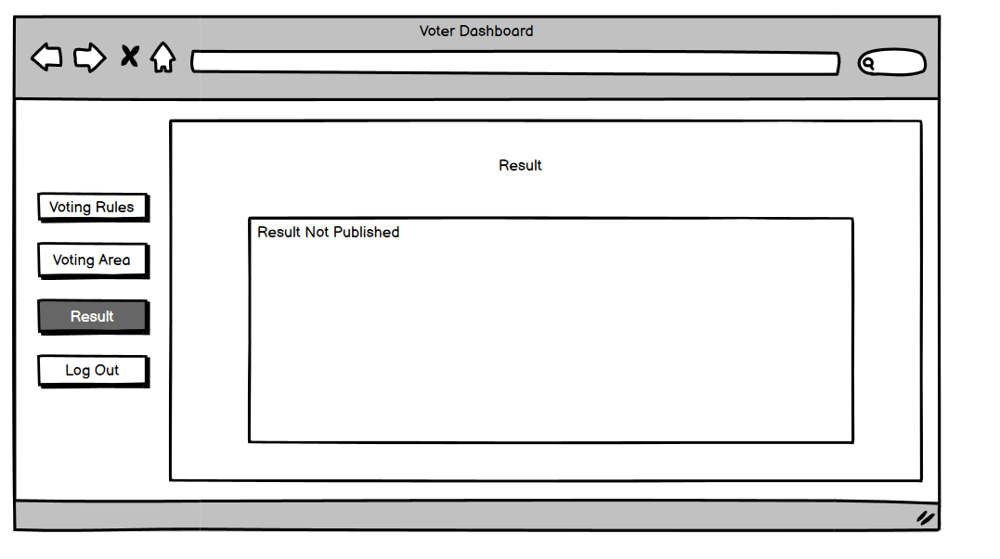 Voter Dashboard
Result
Voting Rules
Result Not Published
Voting Area
Result
Log Out